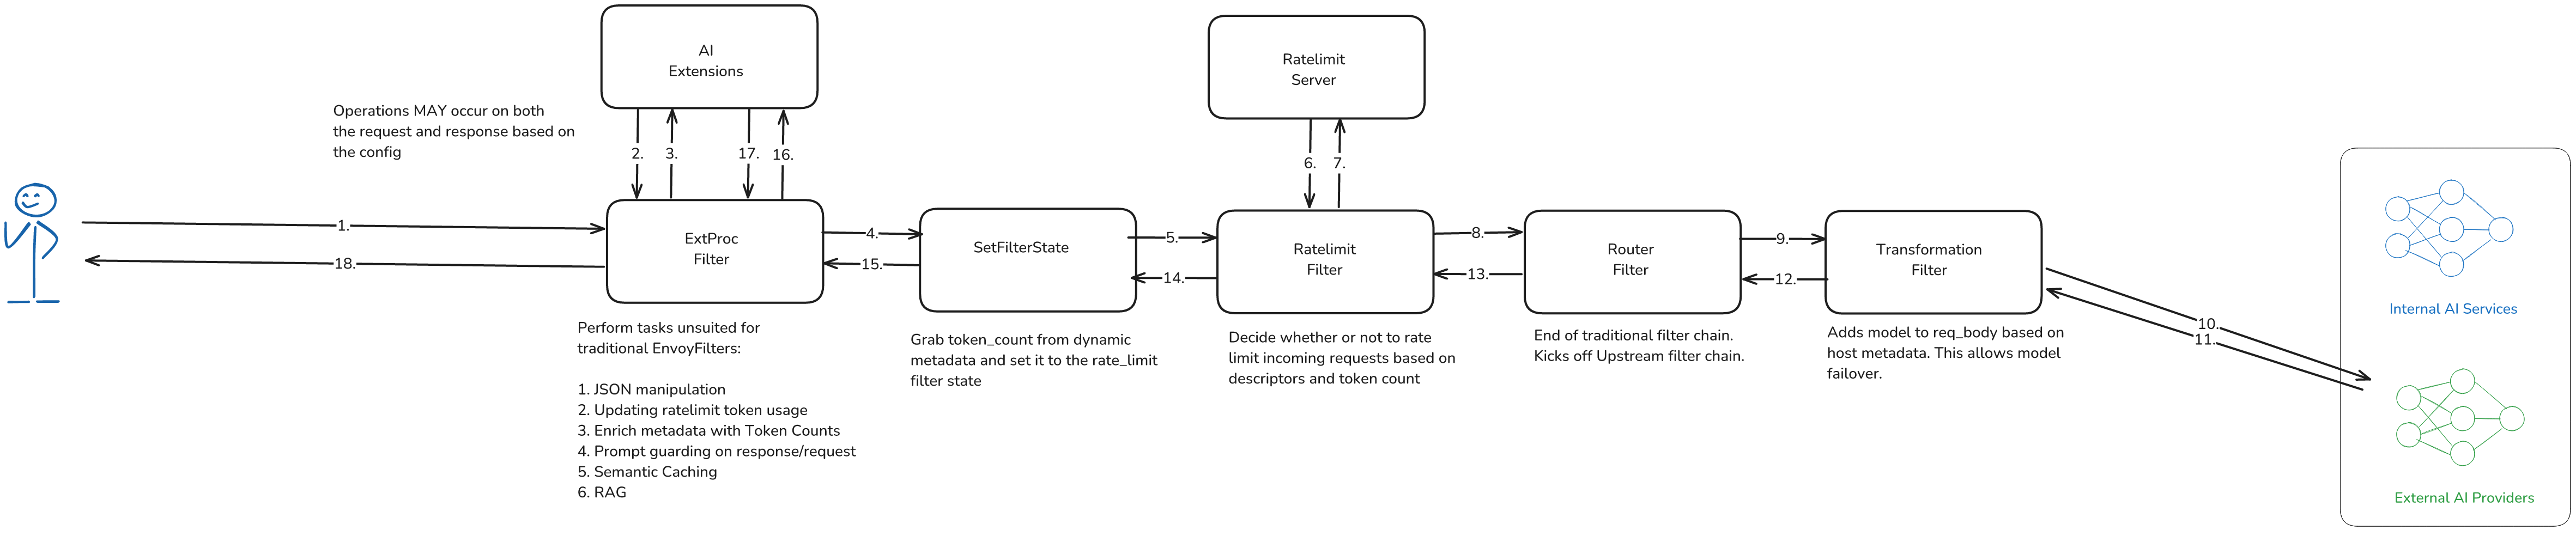 AI
Extensions
Ratelimit
Server
Operations MAY occur on both
the request and response based on
the config
2.
3.
17.
16.
6.
7.
1.
18.
ExtProc
Filter
4.
15.
SetFilterState
5.
14.
Ratelimit
Filter
8.
13.
Router
Filter
9.
12.
Transformation
Filter
10.
11.
Internal AI Services
External AI Providers
Perform tasks unsuited for
traditional EnvoyFilters:
1. JSON manipulation
2. Updating ratelimit token usage
3. Enrich metadata with Token Counts
4. Prompt guarding on response/request
5. Semantic Caching
6. RAG
Grab token_count from dynamic
metadata and set it to the rate_limit
filter state
Decide whether or not to rate
limit incoming requests based on
descriptors and token count
End of traditional filter chain.
Kicks off Upstream filter chain.
Adds model to req_body based on
host metadata. This allows model
failover.